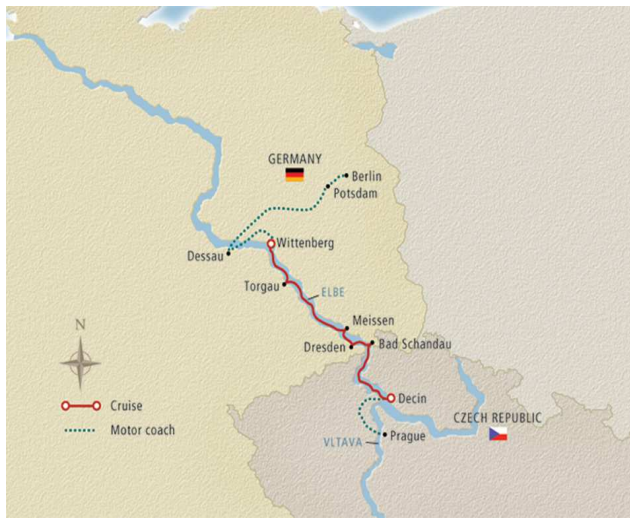 GERMANY
Berlin
Potsdam
Wittenberg
Dessau
Torgau
ELBE
Meissen
N
Dresden
Bad Schandau
Cruise
Decin
CZECH REPUBLIC
Motor coach
VLTAVA
Prague